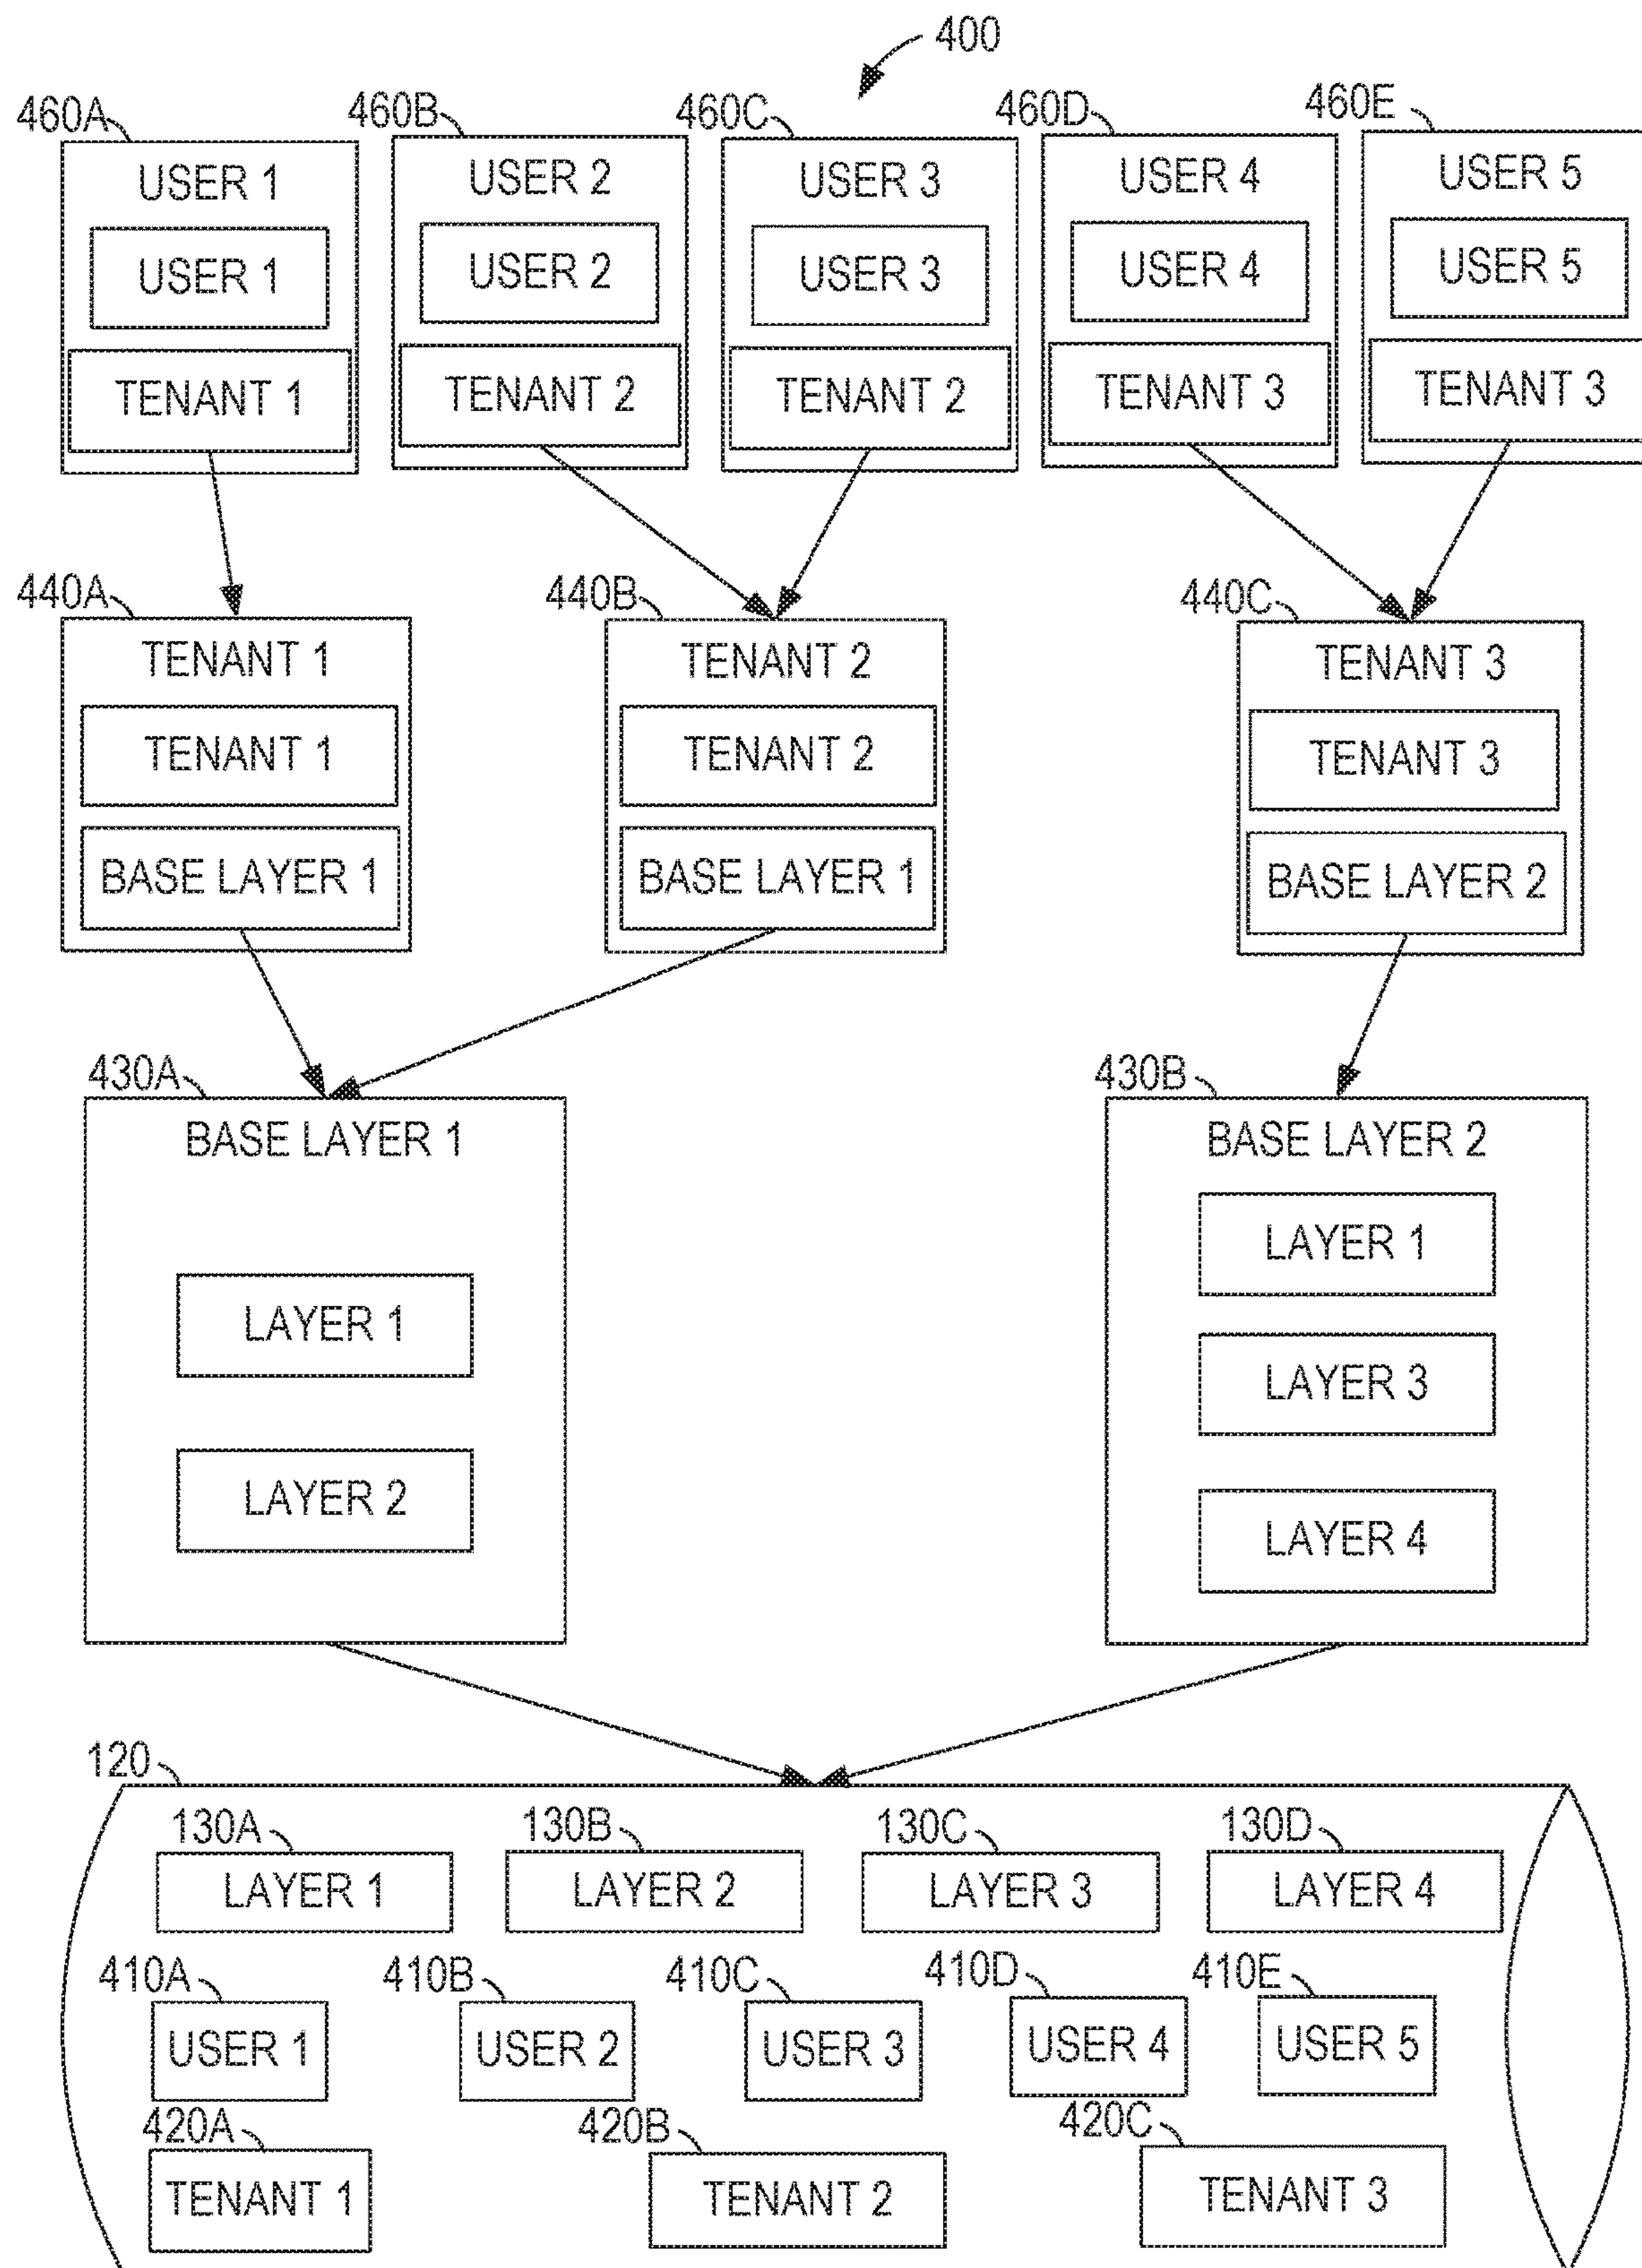 400
460A 460B 460C 460D 460E
USER 1 USER 2 USER 3 USER 4 USER 5
USER 1 USER 2 USER 3 USER 4 USER 5
TENANT 1 TENANT 2 TENANT 2 TENANT 3 TENANT 3
440A 440B 440C
TENANT 1 TENANT 2 TENANT 3
TENANT 1 TENANT 2 TENANT 3
BASE LAYER 1 BASE LAYER 1 BASE LAYER 2
430A 430B
BASE LAYER 1 BASE LAYER 2
LAYER 1
LAYER 1
LAYER 3
LAYER 2
LAYER 4
120
130A 130B 130C 130D
LAYER 1 LAYER 2 LAYER 3 LAYER 4
410A 410B 410C 410D 410E
USER 1 USER 2 USER 3 USER 4 USER 5
420A 420B 420C
TENANT 1 TENANT 2 TENANT 3